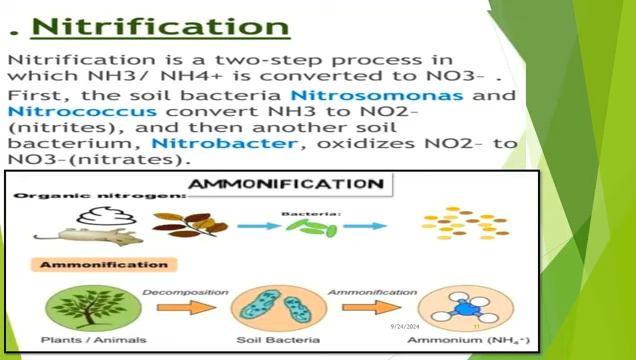 . Nitrification
Nitrification is a two-step process in
which NH3/ NH4+ is converted to NO3- .
First, the soil bacteria Nitrosomonas and
Nitrococcus convert NH3 to NO2-
(nitrites), and then another soil
bacterium, Nitrobacter, oxidizes NO2- to
NO3-(nitrates).
AMMONIFICATION
Organic nitrogen:
Bacteria:
Ammonification
Decomposition
Ammonification
9/24/2024
11
Plants / Animals
Soil Bacteria
Ammonium (NH₄⁺)